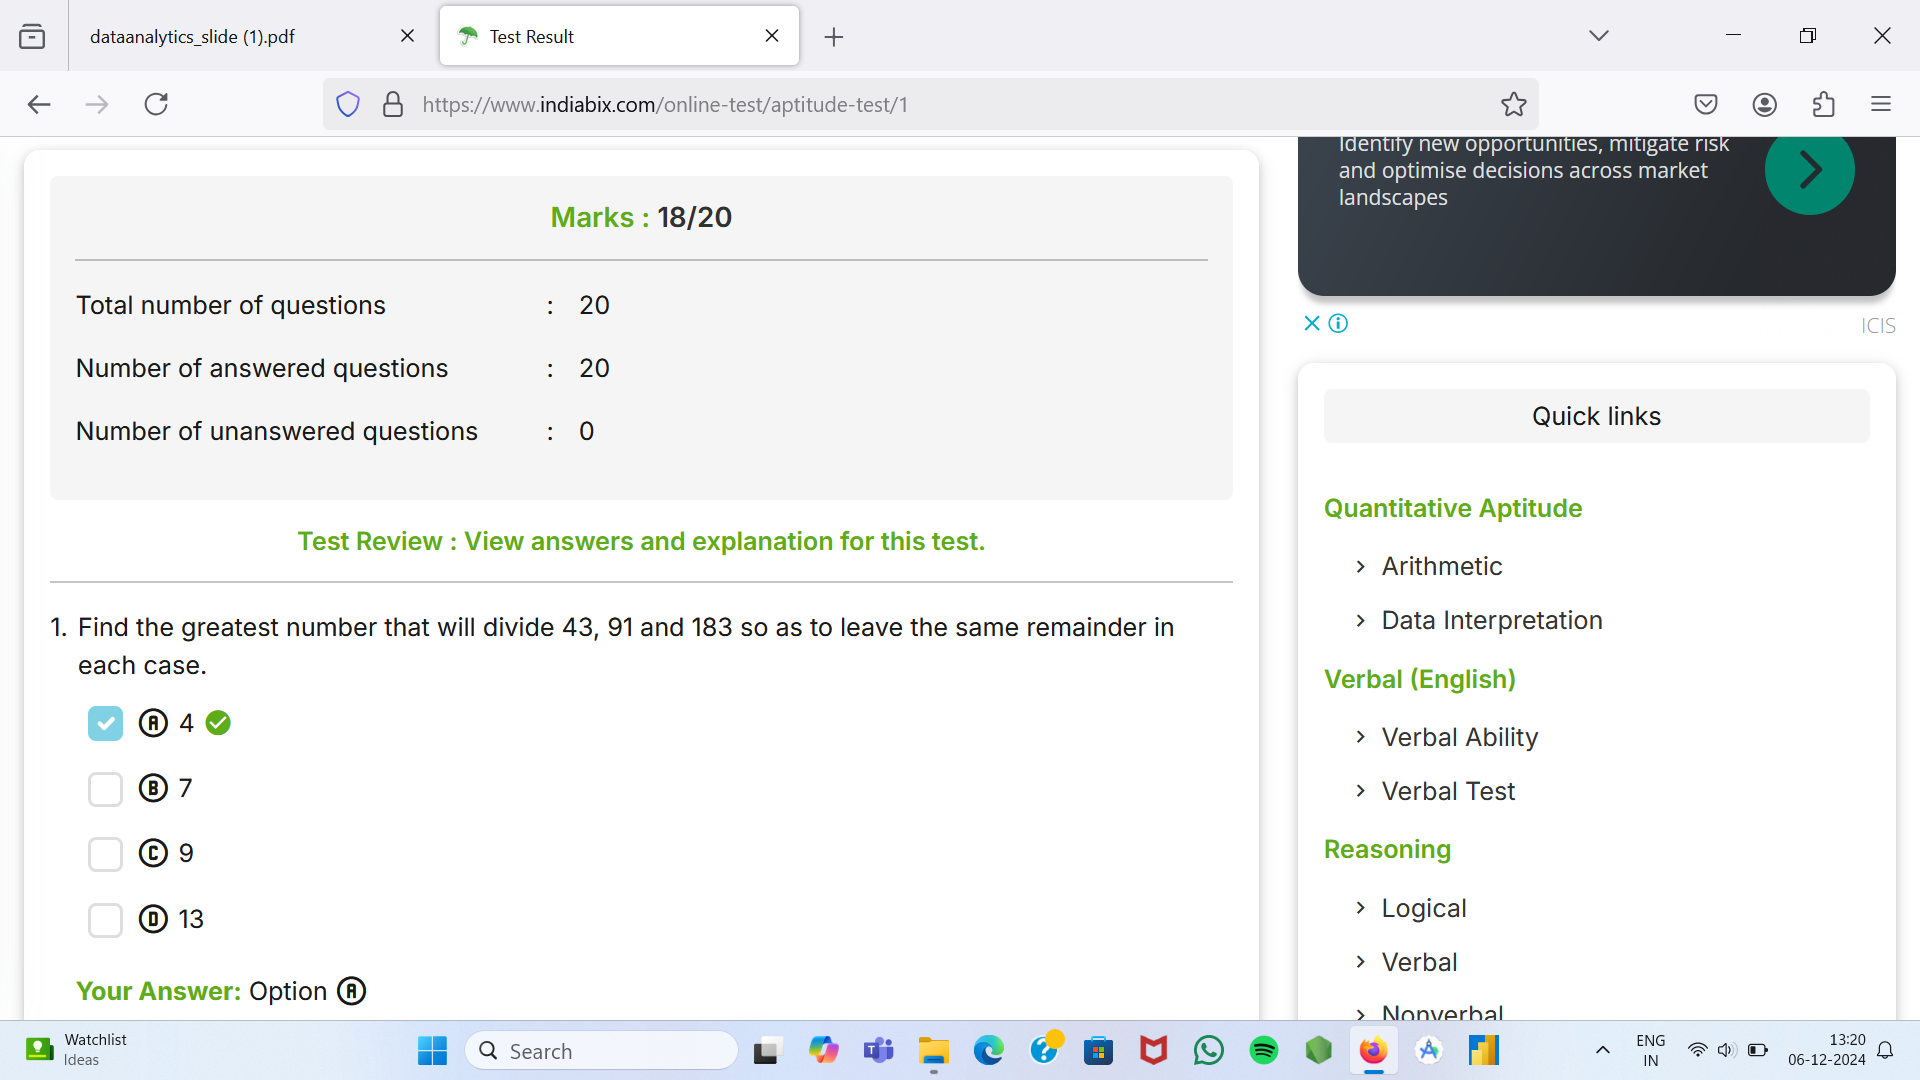 dataanalytics_slide (1).pdf
Test Result
https://www.indiabix.com/online-test/aptitude-test/1
Identify new opportunities, mitigate risk
and optimise decisions across market
landscapes
ICIS
Marks : 18/20
Total number of questions : 20
Number of answered questions : 20
Number of unanswered questions : 0
Test Review : View answers and explanation for this test.
1. Find the greatest number that will divide 43, 91 and 183 so as to leave the same remainder in
each case.
A 4
B 7
C 9
D 13
Your Answer: Option A
Quick links
Quantitative Aptitude
Arithmetic
Data Interpretation
Verbal (English)
Verbal Ability
Verbal Test
Reasoning
Logical
Verbal
Nonverbal
Watchlist
Ideas
Search
ENG
IN
13:20
06-12-2024